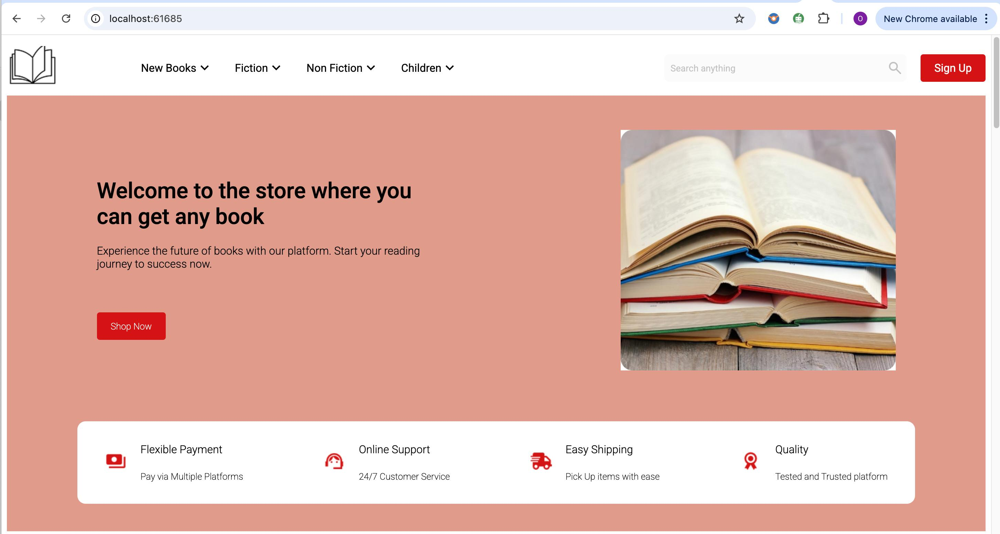 localhost:61685
O
New Chrome available
New Books
Fiction
Non Fiction
Children
Search anything
Sign Up
Welcome to the store where you
can get any book
Experience the future of books with our platform. Start your reading
journey to success now.
Shop Now
Flexible Payment
Pay via Multiple Platforms
Online Support
24/7 Customer Service
Easy Shipping
Pick Up items with ease
Quality
Tested and Trusted platform